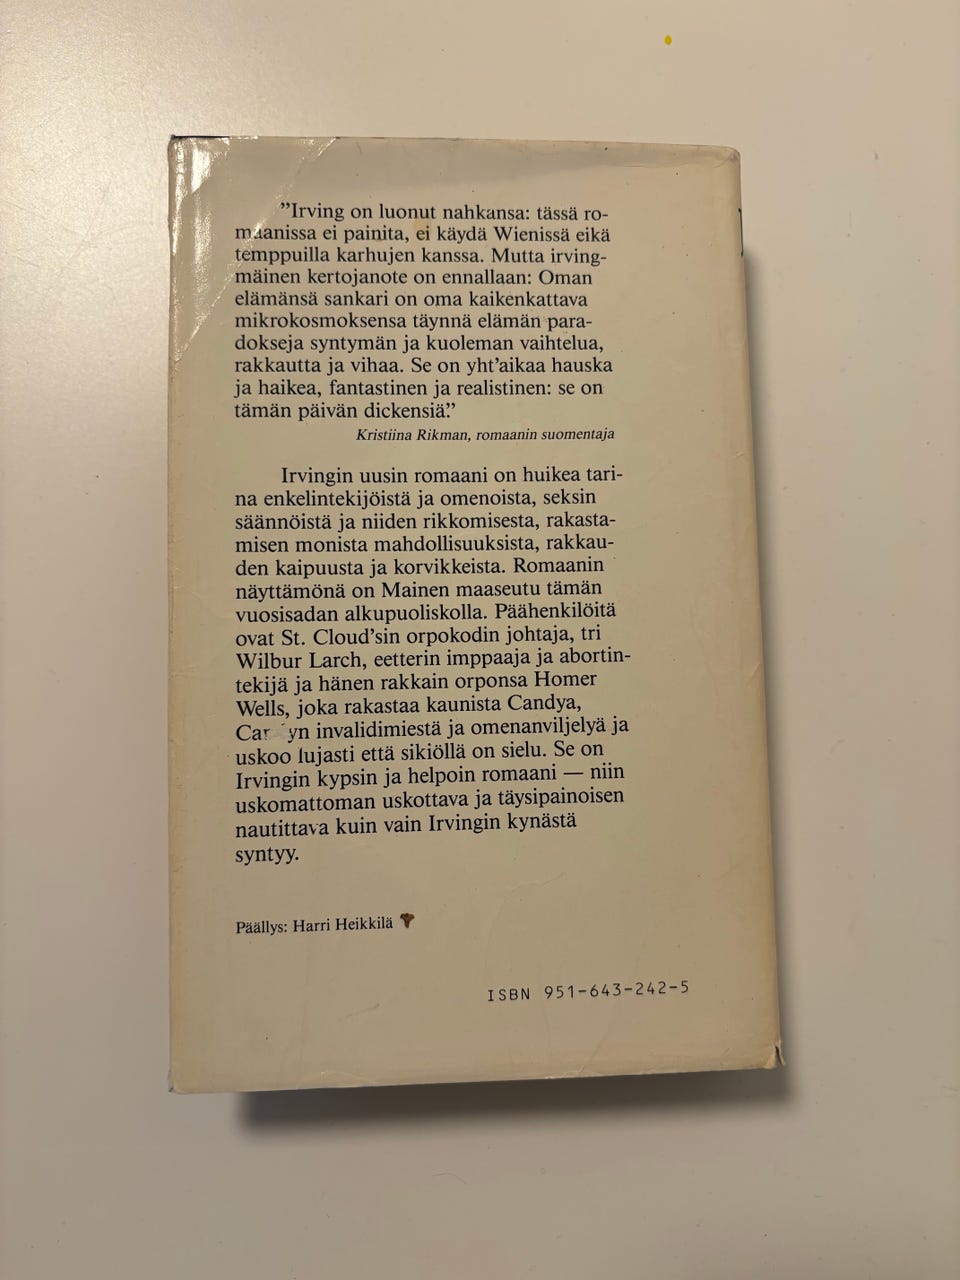 ”Irving on luonut nahkansa: tässä ro-
maanissa ei painita, ei käydä Wienissä eikä
temppuilla karhujen kanssa. Mutta irving-
mäinen kertojanote on ennallaan: Oman
elämänsä sankari on oma kaikenkattava
mikrokosmoksensa täynnä elämän para-
dokseja syntymän ja kuoleman vaihtelua,
rakkautta ja vihaa. Se on yht’aikaa hauska
ja haikea, fantastinen ja realistinen: se on
tämän päivän dickensiä.”
Kristiina Rikman, romaanin suomentaja
Irvingin uusin romaani on huikea tari-
na enkelintekijöistä ja omenoista, seksin
säännöistä ja niiden rikkomisesta, rakasta-
misen monista mahdollisuuksista, rakkau-
den kaipuusta ja korvikkeista. Romaanin
näyttämönä on Mainen maaseutu tämän
vuosisadan alkupuoliskolla. Päähenkilöitä
ovat St. Cloud’sin orpokodin johtaja, tri
Wilbur Larch, eetterin imppaaja ja abortin-
tekijä ja hänen rakkain orponsa Homer
Wells, joka rakastaa kaunista Candya,
invalidimiestä ja omenanviljelyä ja
uskoo lujasti että sikiöllä on sielu. Se on
Irvingin kypsin ja helpoin romaani — niin
uskomattoman uskottava ja täysipainoisen
nautittava kuin vain Irvingin kynästä
syntyy.
Päällys: Harri Heikkilä
ISBN 951-643-242-5